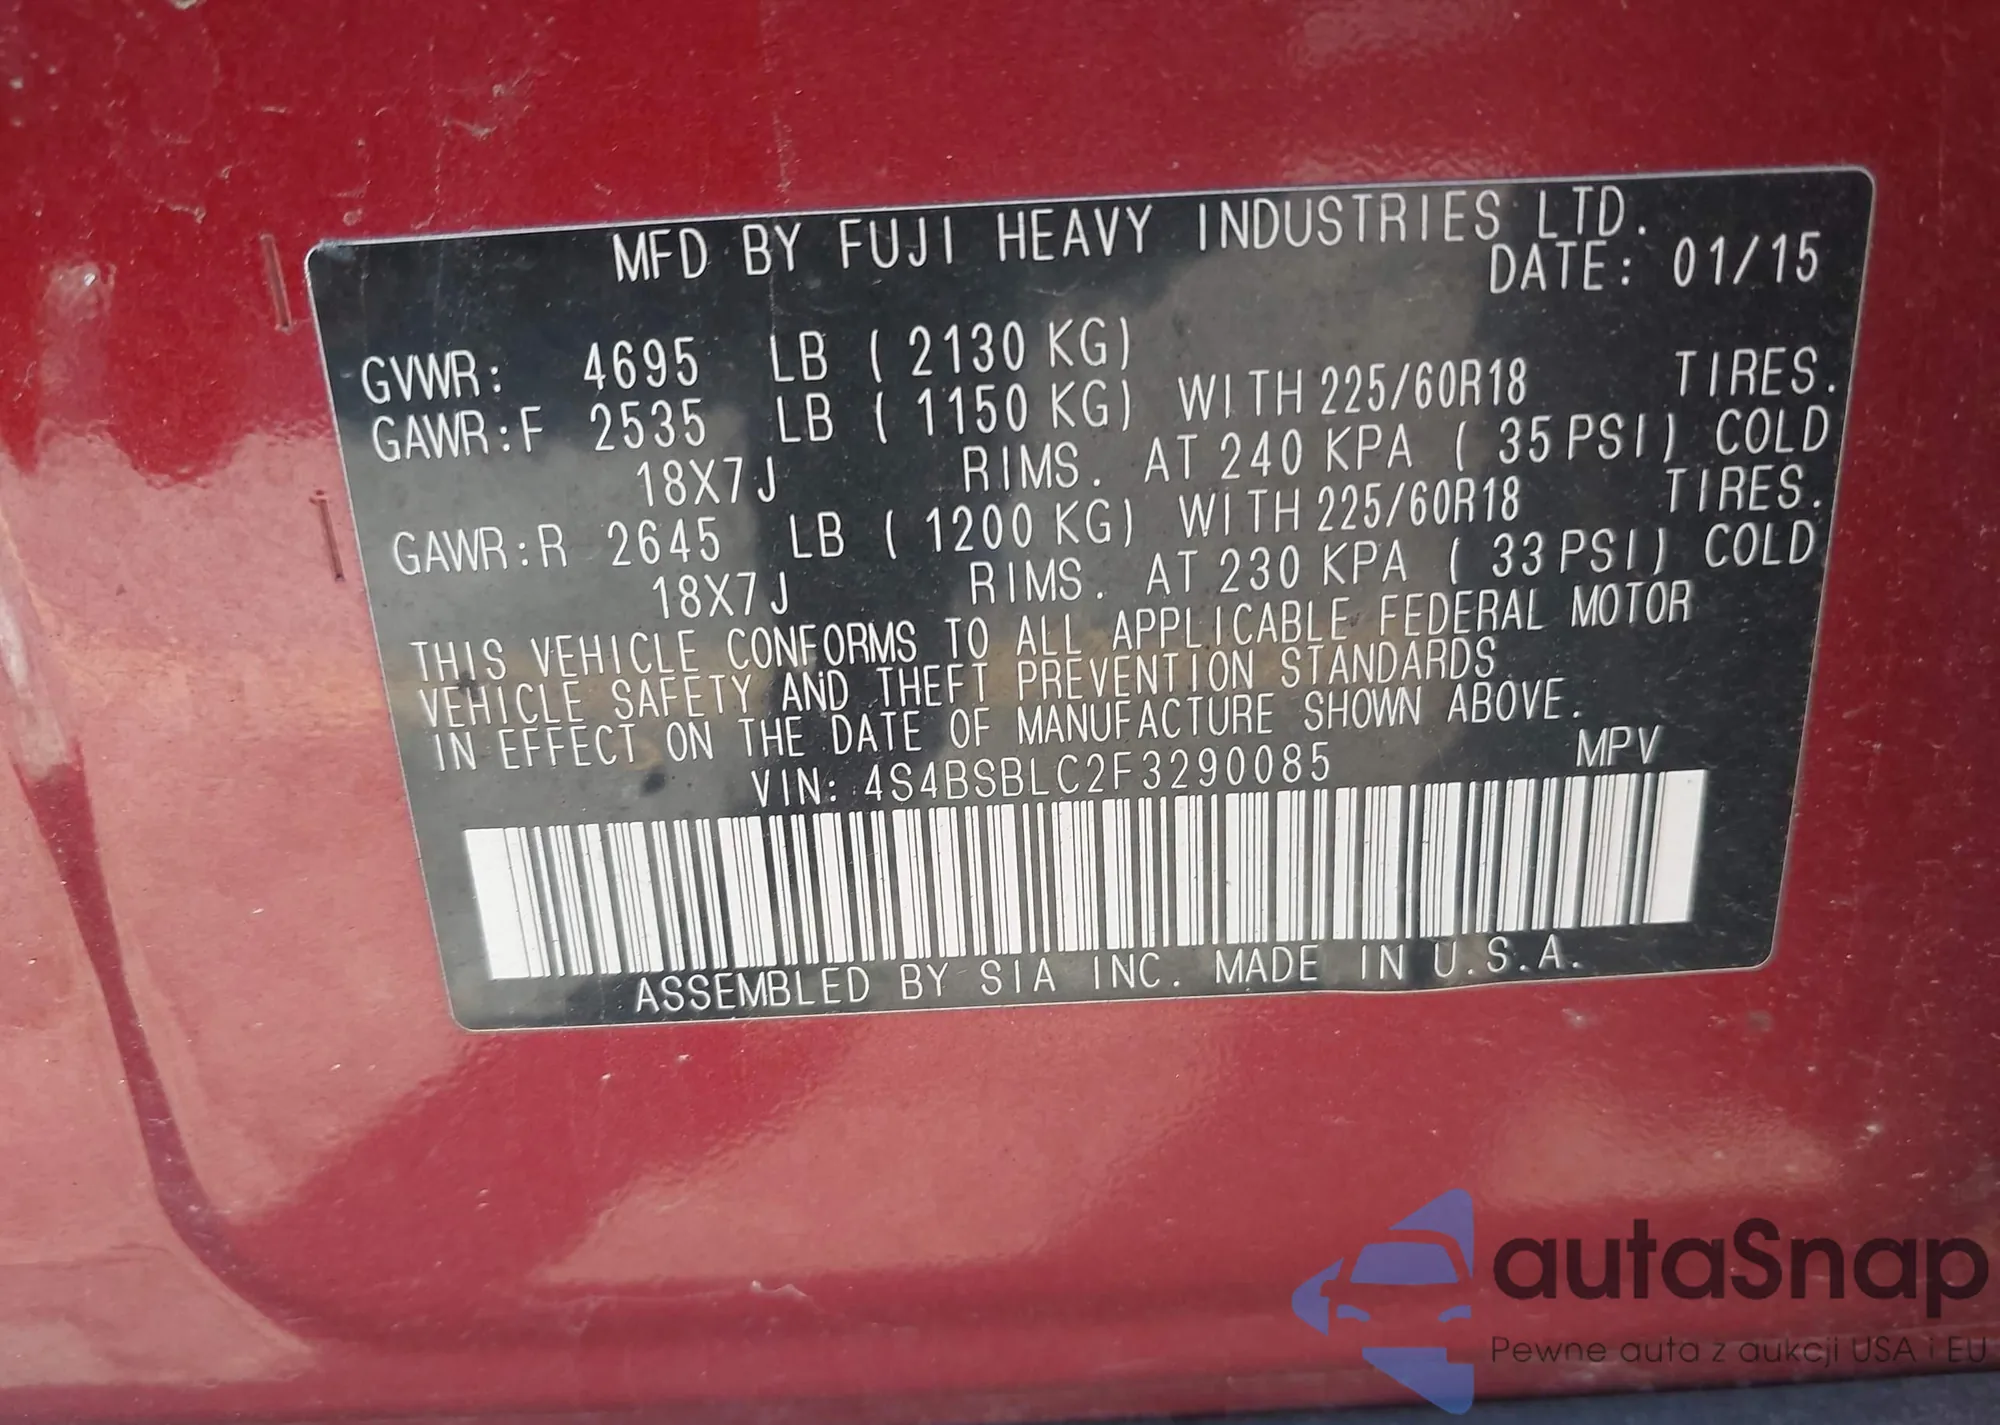 MFD BY FUJI HEAVY INDUSTRIES LTD.
DATE: 01/15
GVWR: 4695 LB ( 2130 KG)
GAWR:F 2535 LB ( 1150 KG) WITH 225/60R18 TIRES.
18X7J RIMS. AT 240 KPA ( 35 PSI) COLD
GAWR:R 2645 LB ( 1200 KG) WITH 225/60R18 TIRES.
18X7J RIMS. AT 230 KPA ( 33 PSI) COLD
THIS VEHICLE CONFORMS TO ALL APPLICABLE FEDERAL MOTOR
VEHICLE SAFETY AND THEFT PREVENTION STANDARDS
IN EFFECT ON THE DATE OF MANUFACTURE SHOWN ABOVE.
VIN: 4S4BSBLC2F3290085 MPV
ASSEMBLED BY SIA INC. MADE IN U.S.A.
autaSnap
Pewne auta z aukcji USA i EU